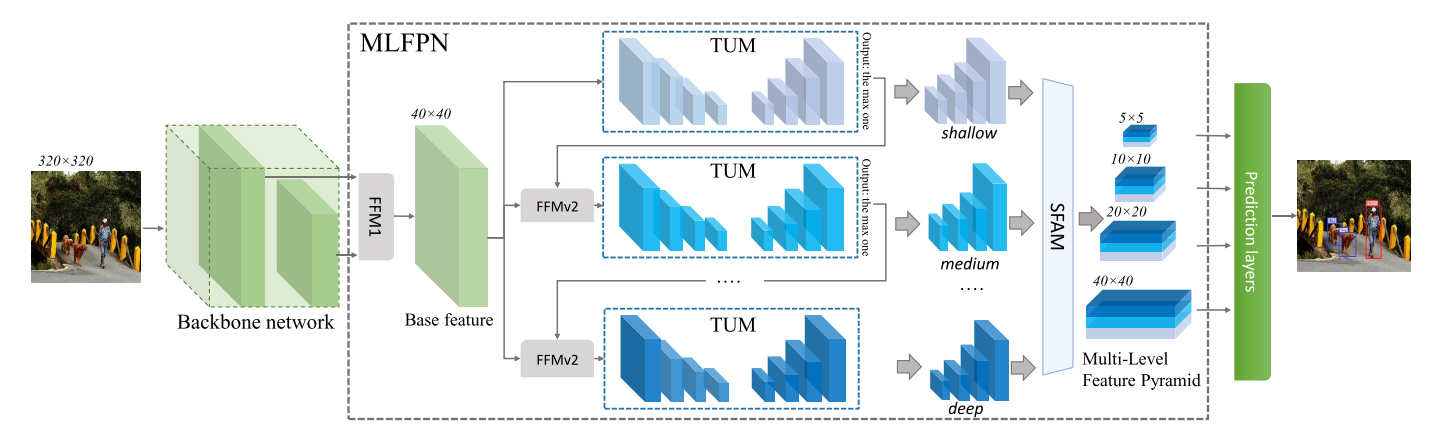 MLFPN
TUM
Output: the max one
shallow
40×40
320×320
5×5
10×10
FFM1
FFMv2
TUM
Output: the max one
medium
20×20
SFAM
Prediction layers
....
....
40×40
Backbone network
Base feature
FFMv2
TUM
deep
Multi-Level
Feature Pyramid